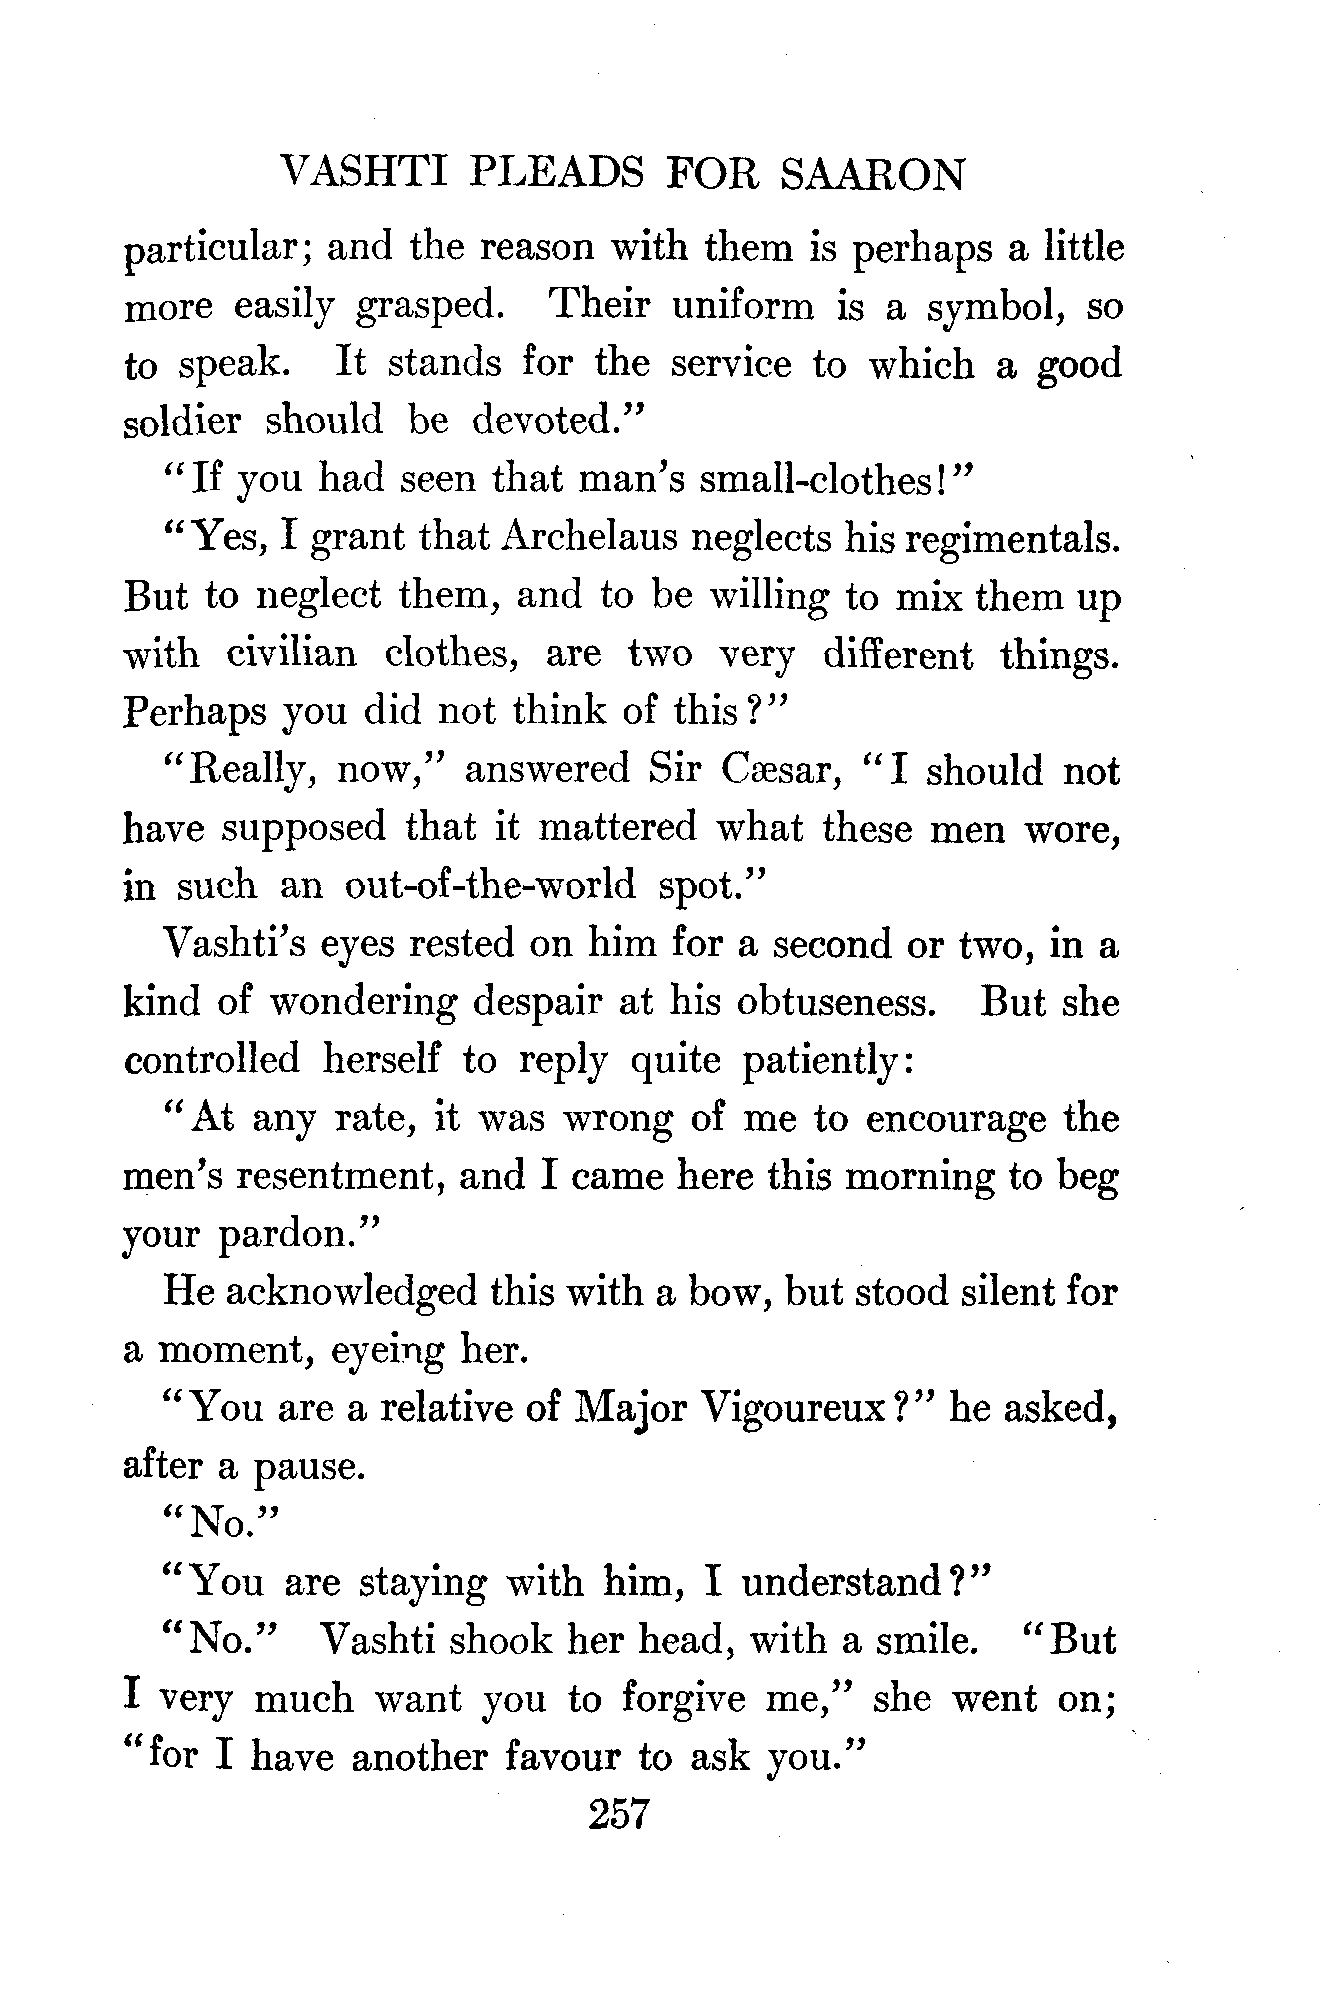 VASHTI PLEADS FOR SAARON
particular; and the reason with them is perhaps a little
more easily grasped. Their uniform is a symbol, so
to speak. It stands for the service to which a good
soldier should be devoted."
"If you had seen that man's small-clothes!"
"Yes, I grant that Archelaus neglects his regimentals.
But to neglect them, and to be willing to mix them up
with civilian clothes, are two very different things.
Perhaps you did not think of this?"
"Really, now," answered Sir Cæsar, "I should not
have supposed that it mattered what these men wore,
in such an out-of-the-world spot."
Vashti's eyes rested on him for a second or two, in a
kind of wondering despair at his obtuseness. But she
controlled herself to reply quite patiently:
"At any rate, it was wrong of me to encourage the
men's resentment, and I came here this morning to beg
your pardon."
He acknowledged this with a bow, but stood silent for
a moment, eyeing her.
"You are a relative of Major Vigoureux?" he asked,
after a pause.
"No."
"You are staying with him, I understand?"
"No." Vashti shook her head, with a smile. "But
I very much want you to forgive me," she went on;
"for I have another favour to ask you."
257